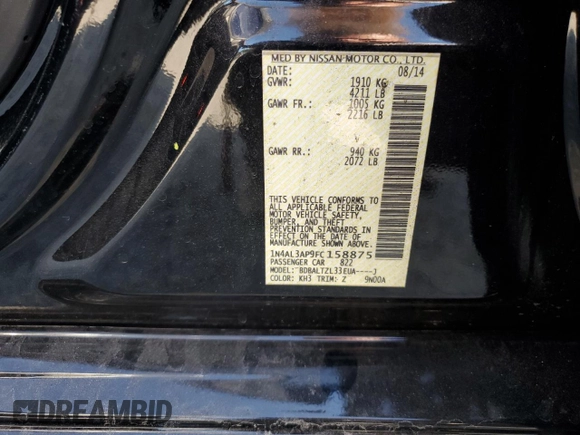 MFD BY NISSAN MOTOR CO., LTD.
DATE: 08/14
GVWR: 1910 KG
4211 LB
GAWR FR.: 1005 KG
2216 LB
GAWR RR.: 940 KG
2072 LB
THIS VEHICLE CONFORMS TO
ALL APPLICABLE FEDERAL
MOTOR VEHICLE SAFETY,
BUMPER, AND THEFT
PREVENTION STANDARDS IN
EFFECT ON THE DATE OF
MANUFACTURE SHOWN ABOVE.
1N4AL3AP9FC158875
PASSENGER CAR 822
MODEL: BDBALTZL33EUA----J
COLOR: KH3 TRIM: Z 9N00A
DREAMBID